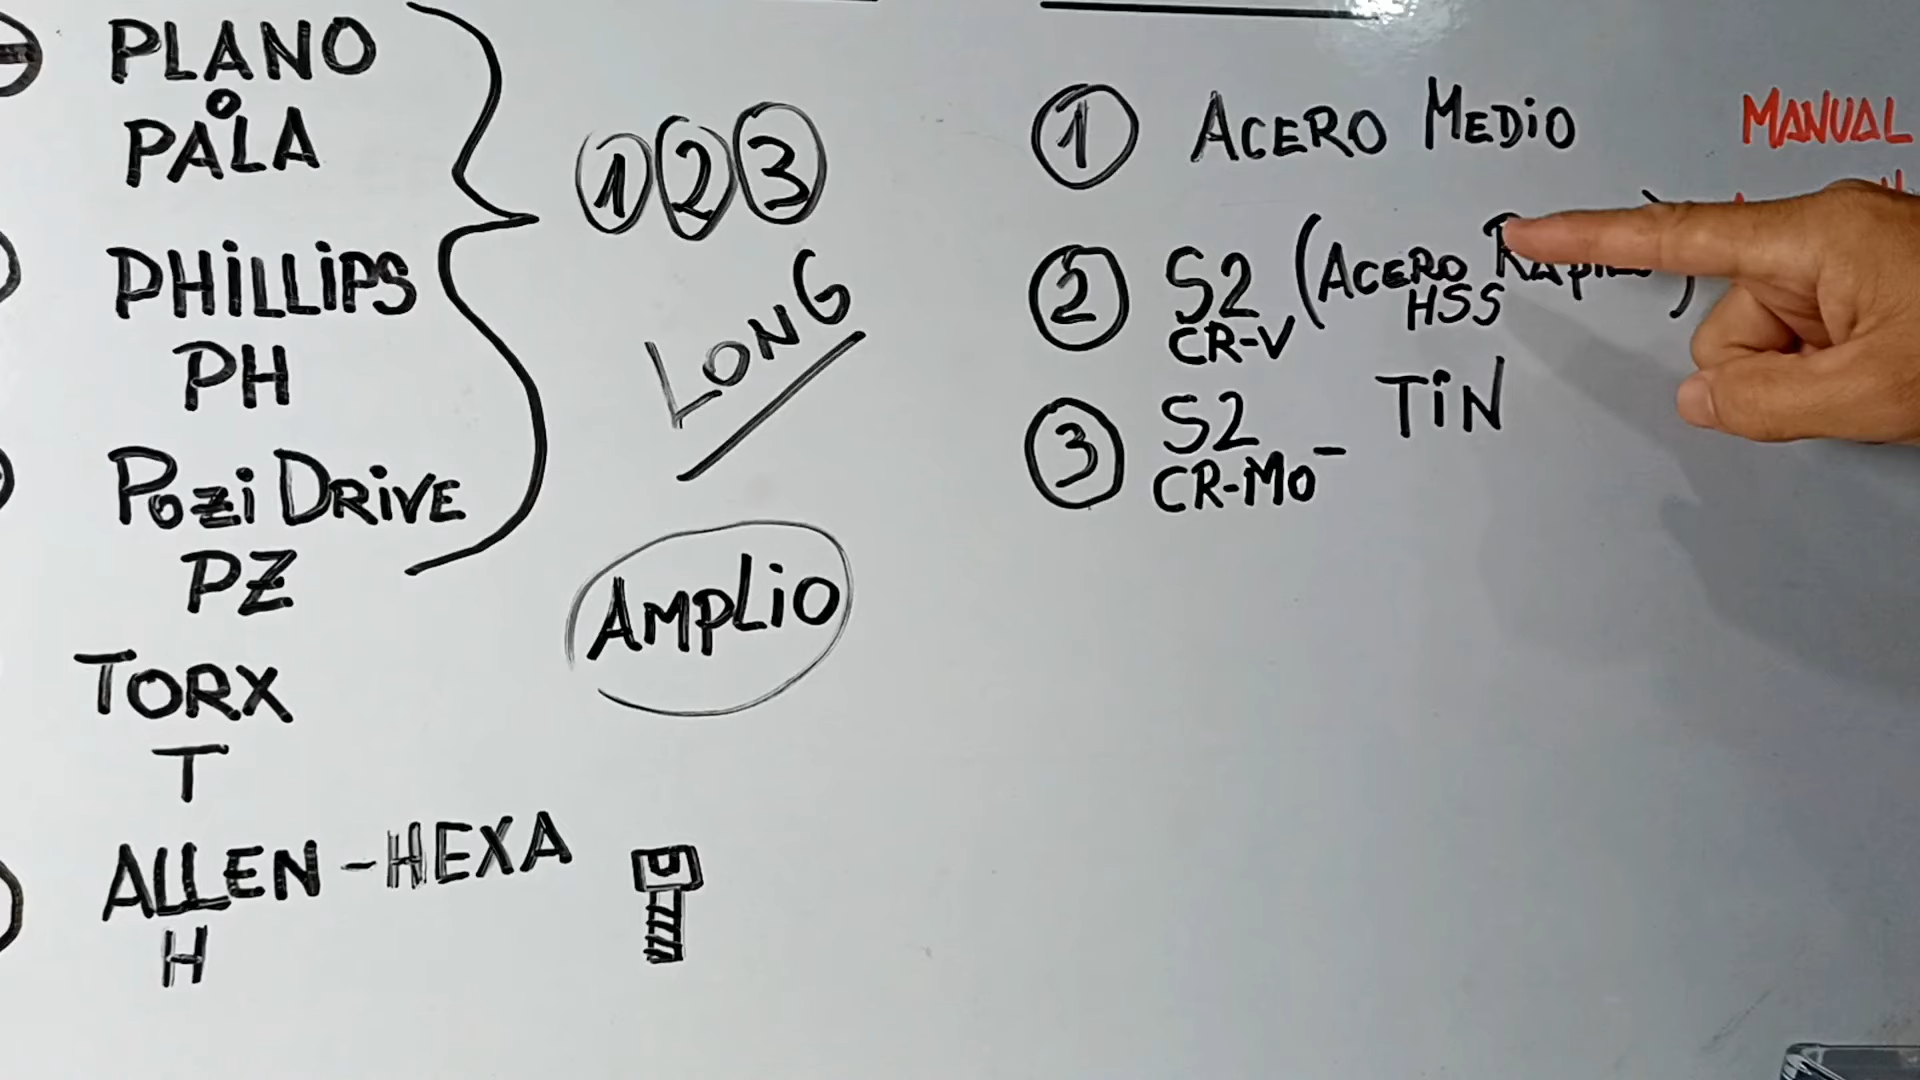 PLANO
O
PALA
PHILLIPS
PH
POZI DRIVE
PZ
TORX
T
ALLEN - HEXA
H
1 2 3
LONG
AMPLIO
1 ACERO MEDIO
2 S2 (ACERO
HSS
CR-V
3 S2 TiN
CR-MO
MANUAL